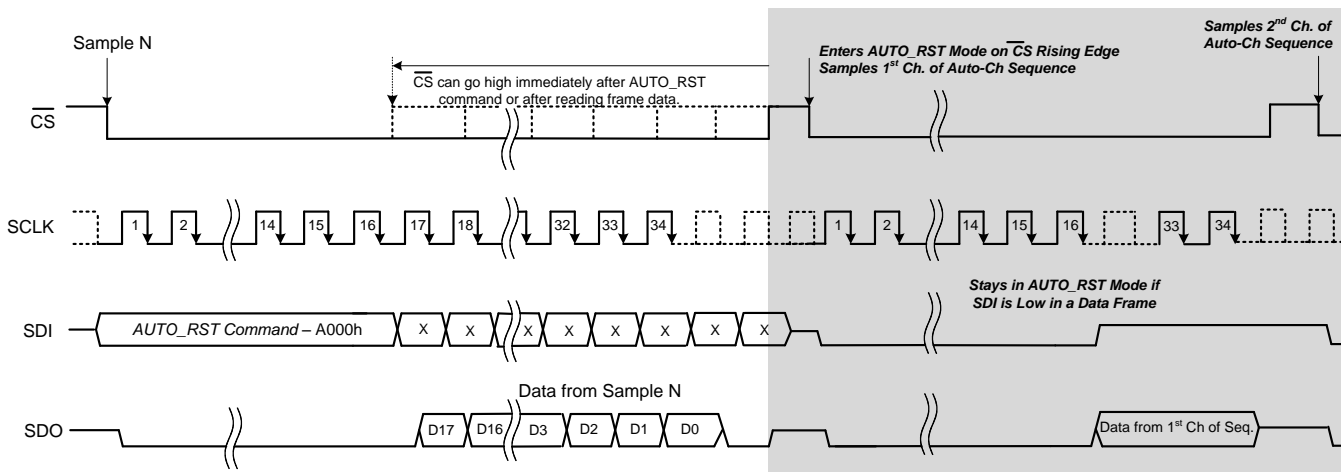 Sample N
CS can go high immediately after AUTO_RST
command or after reading frame data.
Enters AUTO_RST Mode on CS Rising Edge
Samples 1st Ch. of Auto-Ch Sequence
Samples 2nd Ch. of
Auto-Ch Sequence
CS
SCLK
1 2 14 15 16 17 18 32 33 34 1 2 14 15 16 33 34
Stays in AUTO_RST Mode if
SDI is Low in a Data Frame
SDI
AUTO_RST Command – A000h X X X X X X X X
Data from Sample N
SDO
D17 D16 D3 D2 D1 D0 Data from 1st Ch of Seq.